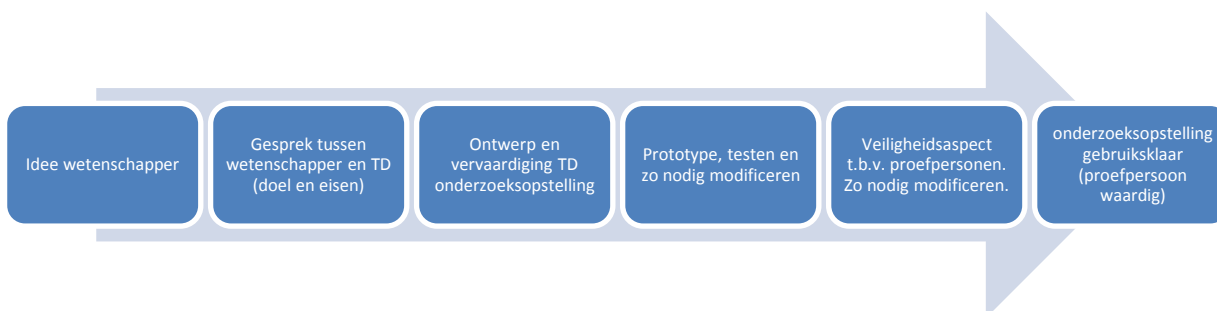 Idee wetenschapper
Gesprek tussen
wetenschapper en TD
(doel en eisen)
Ontwerp en
vervaardiging TD
onderzoeksopstelling
Prototype, testen en
zo nodig modificeren
Veiligheidsaspect
t.b.v. proefpersonen.
Zo nodig modificeren.
onderzoeksopstelling
gebruiksklaar
(proefpersoon
waardig)